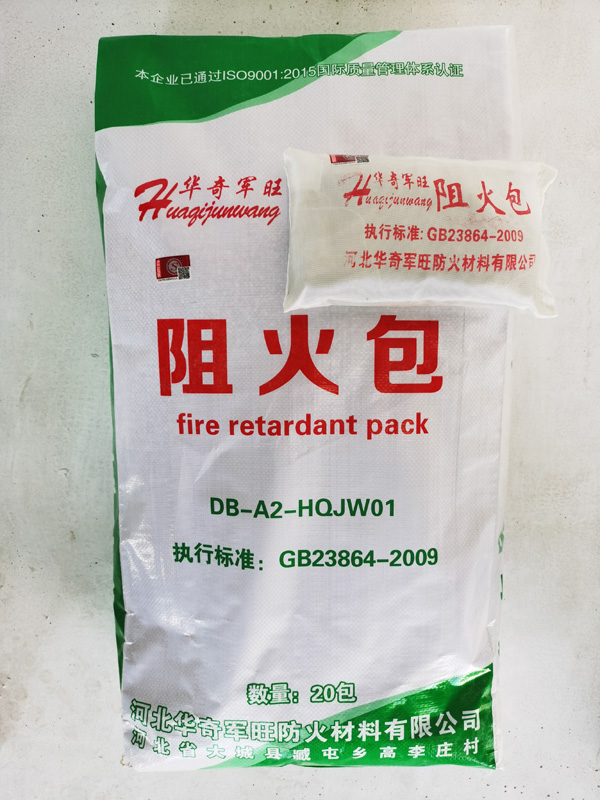 本企业已通过ISO9001:2015国际质量管理体系认证
华奇军旺
Huaqijunwang
华奇军旺
Huaqijunwang
阻火包
执行标准:GB23864-2009
河北华奇军旺防火材料有限公司
阻火包
fire retardant pack
DB-A2-HQJW01
执行标准：GB23864-2009
数量：20包
河北华奇军旺防火材料有限公司
河北省大城县臧屯乡高李庄村